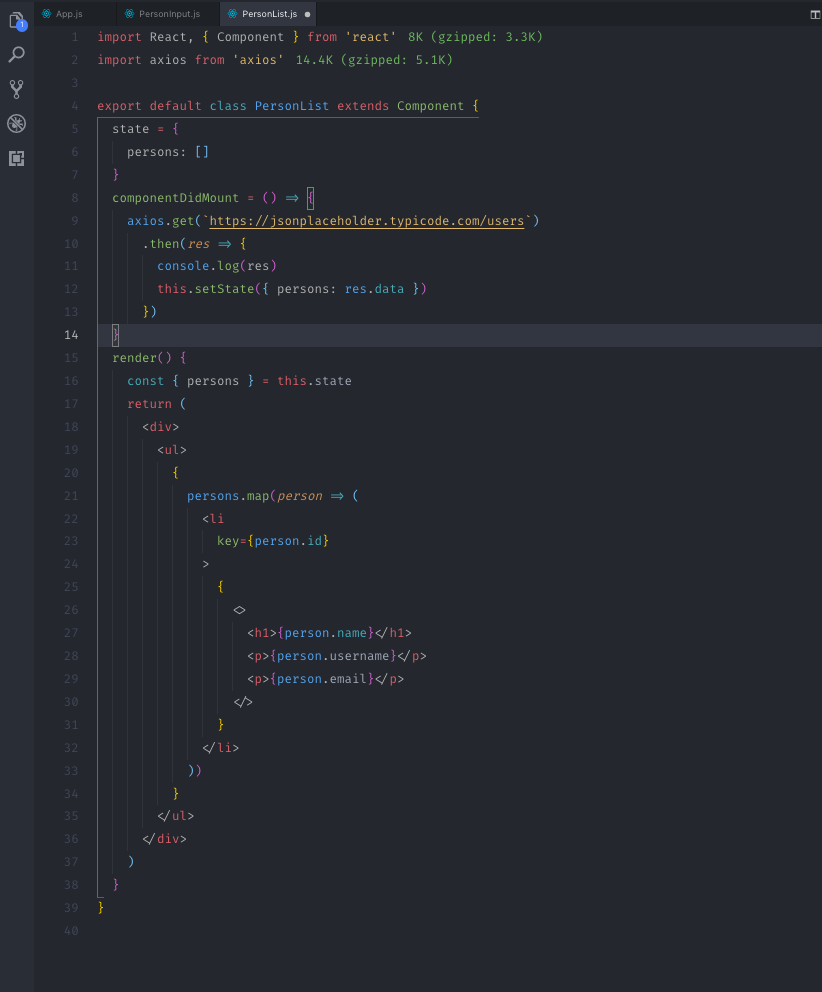 App.js PersonInput.js PersonList.js
1
1 import React, { Component } from 'react' 8K (gzipped: 3.3K)
2 import axios from 'axios' 14.4K (gzipped: 5.1K)
3
4 export default class PersonList extends Component {
5 state = {
6 persons: []
7 }
8 componentDidMount = () => {
9 axios.get(`https://jsonplaceholder.typicode.com/users`)
10 .then(res => {
11 console.log(res)
12 this.setState({ persons: res.data })
13 })
14 }
15 render() {
16 const { persons } = this.state
17 return (
18 <div>
19 <ul>
20 {
21 persons.map(person => (
22 <li
23 key={person.id}
24 >
25 {
26 <>
27 <h1>{person.name}</h1>
28 <p>{person.username}</p>
29 <p>{person.email}</p>
30 </>
31 }
32 </li>
33 ))
34 }
35 </ul>
36 </div>
37 )
38 }
39 }
40